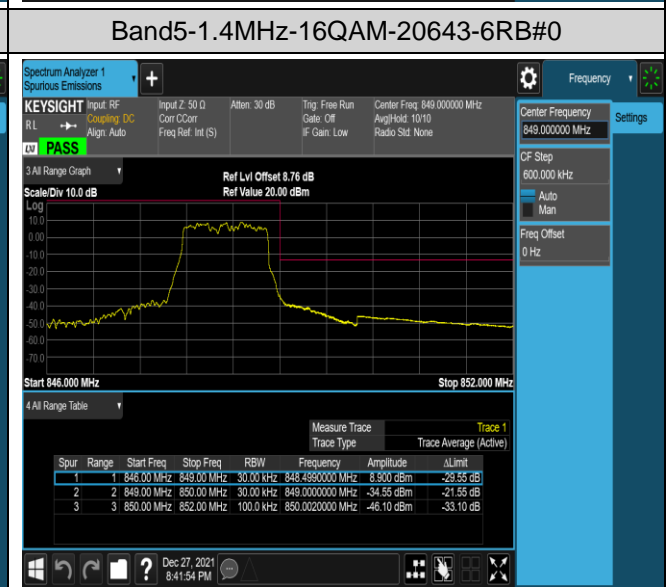 Band5-1.4MHz-16QAM-20643-6RB#0
Spectrum Analyzer 1
Spurious Emissions
+
Frequency
KEYSIGHT Input: RF Input Z: 50 Ω Atten: 30 dB Trig: Free Run Center Freq: 849.000000 MHz
RL Coupling: DC Corr CCorr Gate: Off Avg|Hold: 10/10
Align: Auto Freq Ref: Int (S) IF Gain: Low Radio Std: None
LXI PASS
Center Frequency
849.000000 MHz
Settings
CF Step
600.000 kHz
Auto
Man
Freq Offset
0 Hz
3 All Range Graph
Ref Lvl Offset 8.76 dB
Scale/Div 10.0 dB Ref Value 20.00 dBm
Log
10.0
0.00
-10.0
-20.0
-30.0
-40.0
-50.0
-60.0
-70.0
Start 846.000 MHz Stop 852.000 MHz
4 All Range Table
Measure Trace Trace 1
Trace Type Trace Average (Active)
Spur Range Start Freq Stop Freq RBW Frequency Amplitude ΔLimit
1 1 846.00 MHz 849.00 MHz 30.00 kHz 848.4990000 MHz 8.900 dBm -29.55 dB
2 2 849.00 MHz 850.00 MHz 30.00 kHz 849.0000000 MHz -34.55 dBm -21.55 dB
3 3 850.00 MHz 852.00 MHz 100.0 kHz 850.0020000 MHz -46.10 dBm -33.10 dB
?
Dec 27, 2021
8:41:54 PM